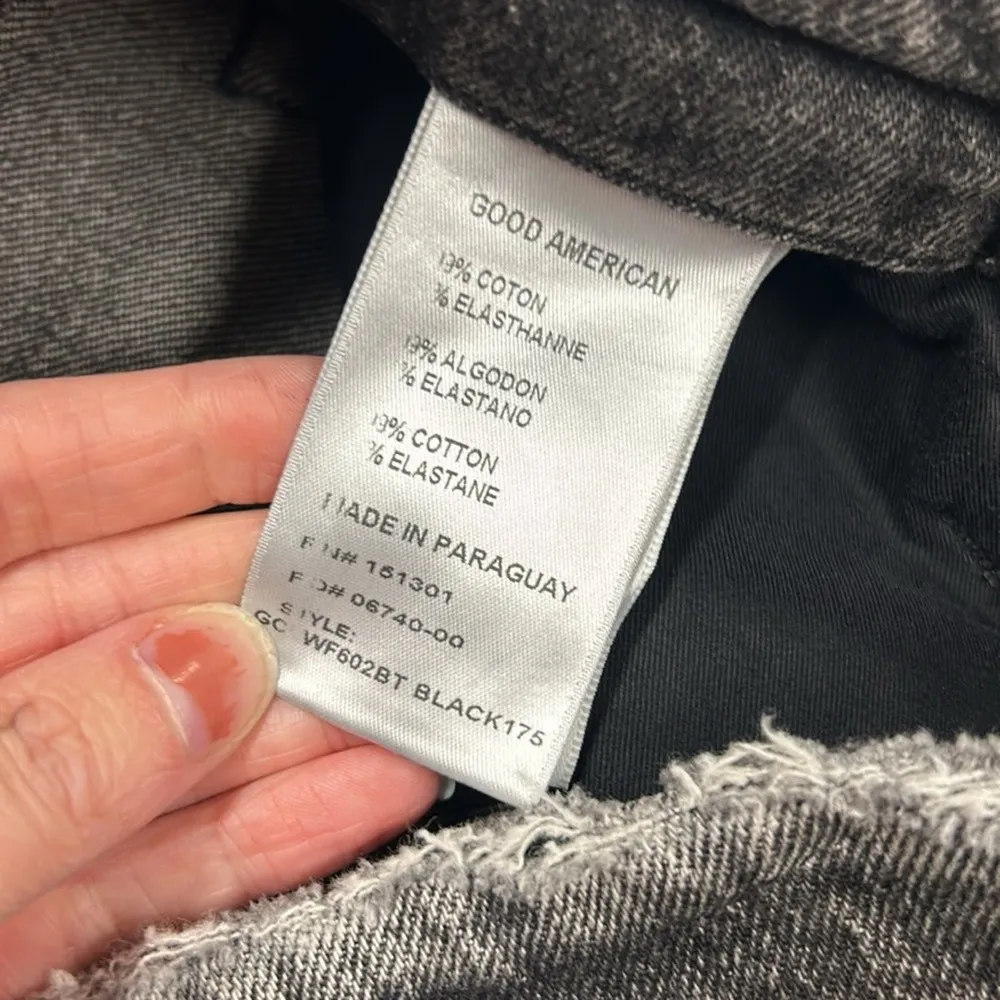 GOOD AMERICAN
9% COTON
% ELASTHANNE
9% ALGODON
% ELASTANO
9% COTTON
% ELASTANE
MADE IN PARAGUAY
# 151301
# 06740-00
STYLE:
WF602BT BLACK175